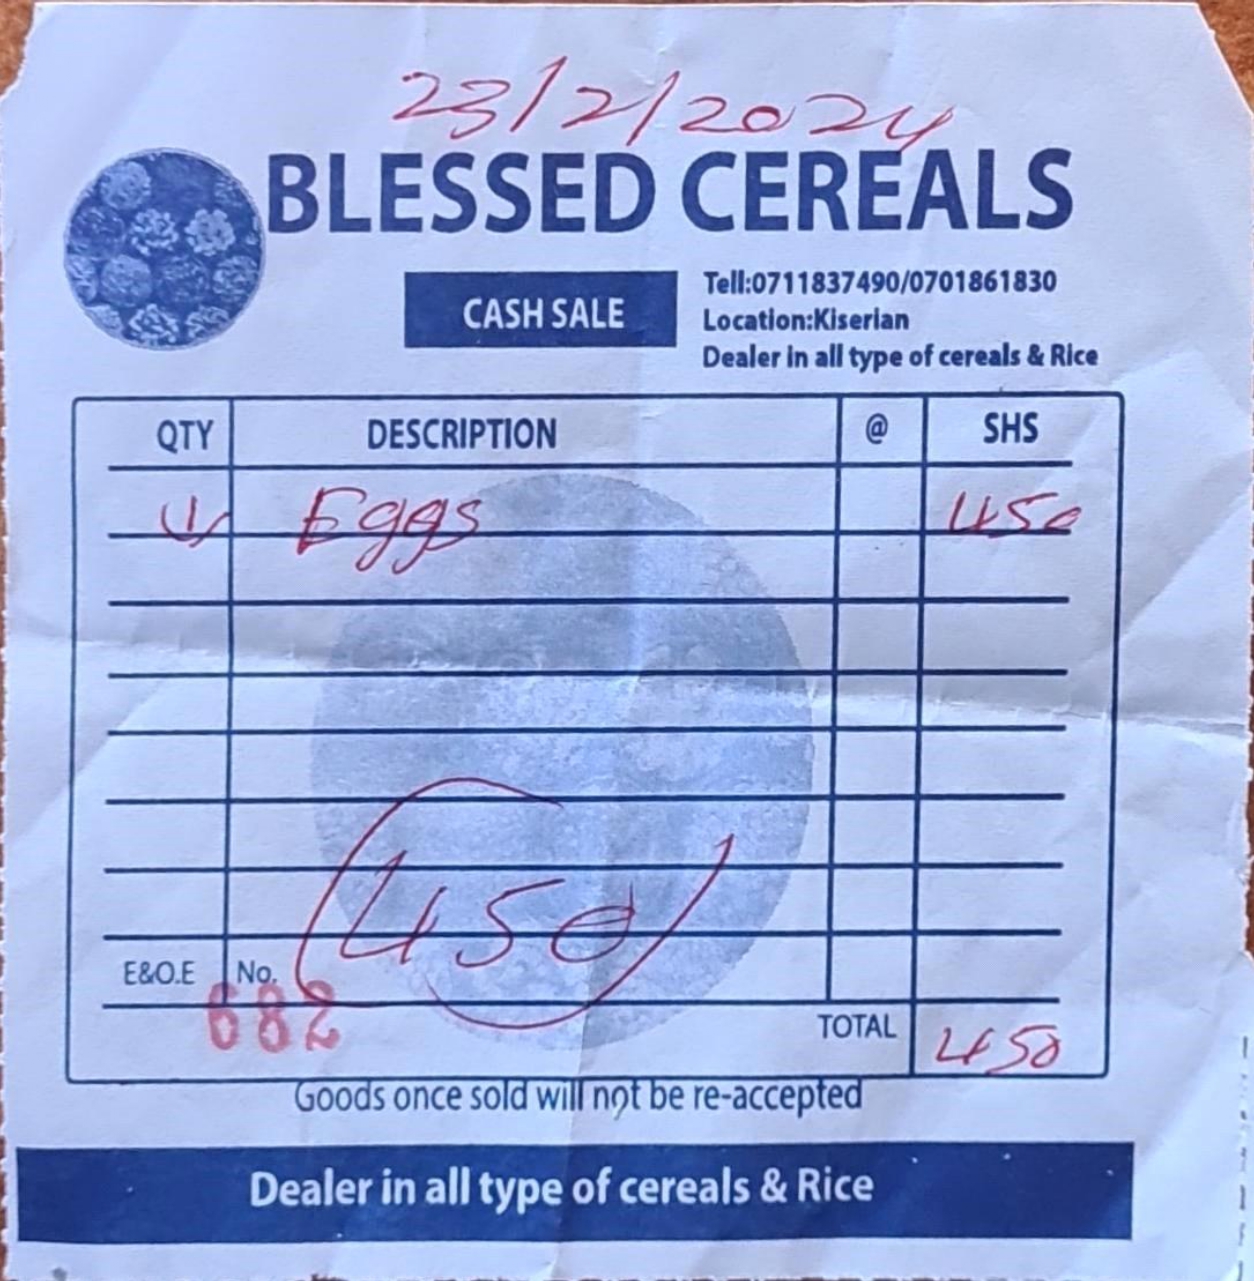 23/2/2024
BLESSED CEREALS
CASH SALE
Tell:0711837490/0701861830
Location:Kiserian
Dealer in all type of cereals & Rice
QTY DESCRIPTION @ SHS
Eggs 450
450
E&O.E No.
682
TOTAL 450
Goods once sold will not be re-accepted
Dealer in all type of cereals & Rice